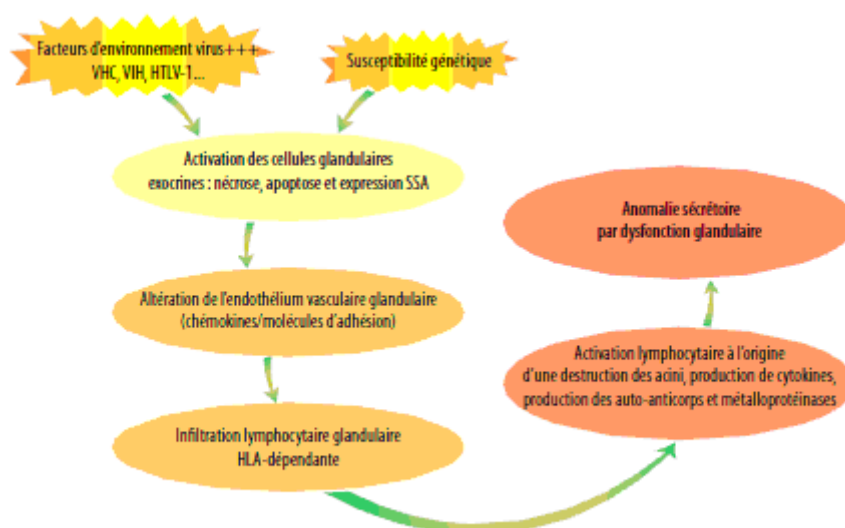 Facteurs d'environnement virus+++
VHC, VIH, HTLV-1...
Susceptibilité génétique
Activation des cellules glandulaires
exocrines : nécrose, apoptose et expression SSA
Altération de l'endothélium vasculaire glandulaire
(chémokines/molécules d'adhésion)
Infiltration lymphocytaire glandulaire
HLA-dépendante
Activation lymphocytaire à l'origine
d'une destruction des acini, production de cytokines,
production des auto-anticorps et métalloprotéinases
Anomalie sécrétoire
par dysfonction glandulaire